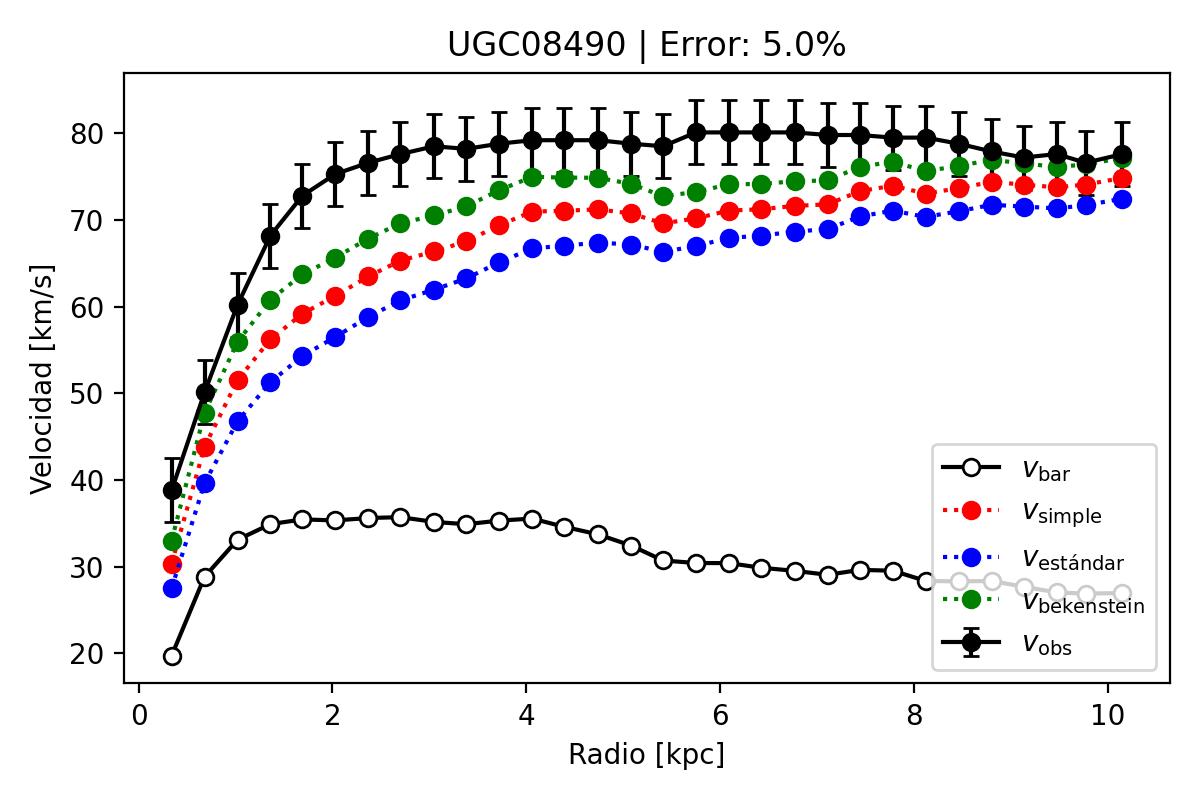 UGC08490 | Error: 5.0%
Velocidad [km/s]
80
70
60
50
40
30
20
v_bar
v_simple
v_estándar
v_bekenstein
v_obs
0 2 4 6 8 10
Radio [kpc]